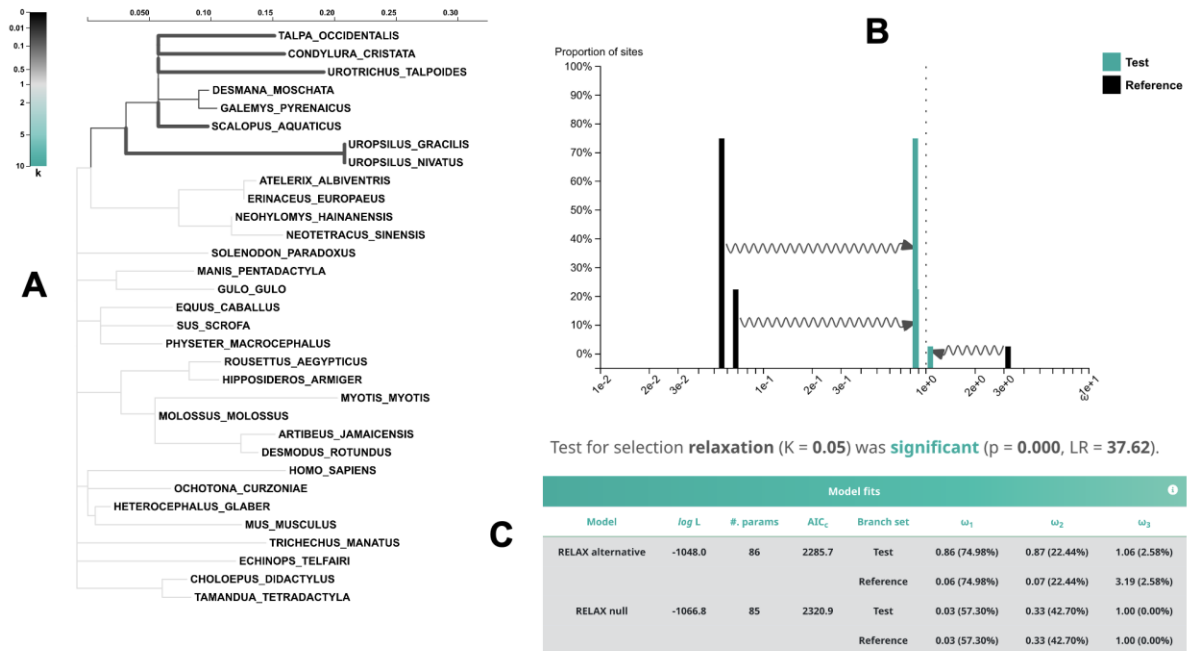 A
0
0.01
0.1
0.5
1
2
5
10
k
0.050
0.10
0.15
0.20
0.30
TALPA_OCCIDENTALIS
CONDYLURA_CRISTATA
UROTRICHUS_TALPOIDES
DESMANA_MOSCHATA
GALEMYS_PYRENAICUS
SCALOPUS_AQUATICUS
UROPSILUS_GRACILIS
UROPSILUS_NIVATUS
ATELERIX_ALBIVENTRIS
ERINACEUS_EUROPAEUS
NEOHYLOMYS_HAINANENSIS
NEOTETRACUS_SINENSIS
SOLENODON_PARADOXUS
MANIS_PENTADACTYLA
GULO_GULO
EQUUS_CABALLUS
SUS_SCROFA
PHYSETER_MACROCEPHALUS
ROUSETTUS_AEGYPTICUS
HIPPOSIDEROS_ARMIGER
MYOTIS_MYOTIS
MOLOSSUS_MOLOSSUS
ARTIBEUS_JAMAICENSIS
DESMODUS_ROTUNDUS
HOMO_SAPIENS
OCHOTONA_CURZONIAE
HETEROCEPHALUS_GLABER
MUS_MUSCULUS
TRICHECHUS_MANATUS
ECHINOPS_TELFAIRI
CHOLOEPUS_DIDACTYLUS
TAMANDUA_TETRADACTYLA
B
Proportion of sites
100%
90%
80%
70%
60%
50%
40%
30%
20%
10%
0%
1e-2
2e-2
3e-2
1e-1
2e-1
3e-1
1e+0
2e+0
3e+0
1e+1
ω
Test
Reference
Test for selection relaxation (K = 0.05) was significant (p = 0.000, LR = 37.62).
C
Model fits
Model log L #. params AICc Branch set ω1 ω2 ω3
RELAX alternative -1048.0 86 2285.7 Test 0.86 (74.98%) 0.87 (22.44%) 1.06 (2.58%)
Reference 0.06 (74.98%) 0.07 (22.44%) 3.19 (2.58%)
RELAX null -1066.8 85 2320.9 Test 0.03 (57.30%) 0.33 (42.70%) 1.00 (0.00%)
Reference 0.03 (57.30%) 0.33 (42.70%) 1.00 (0.00%)